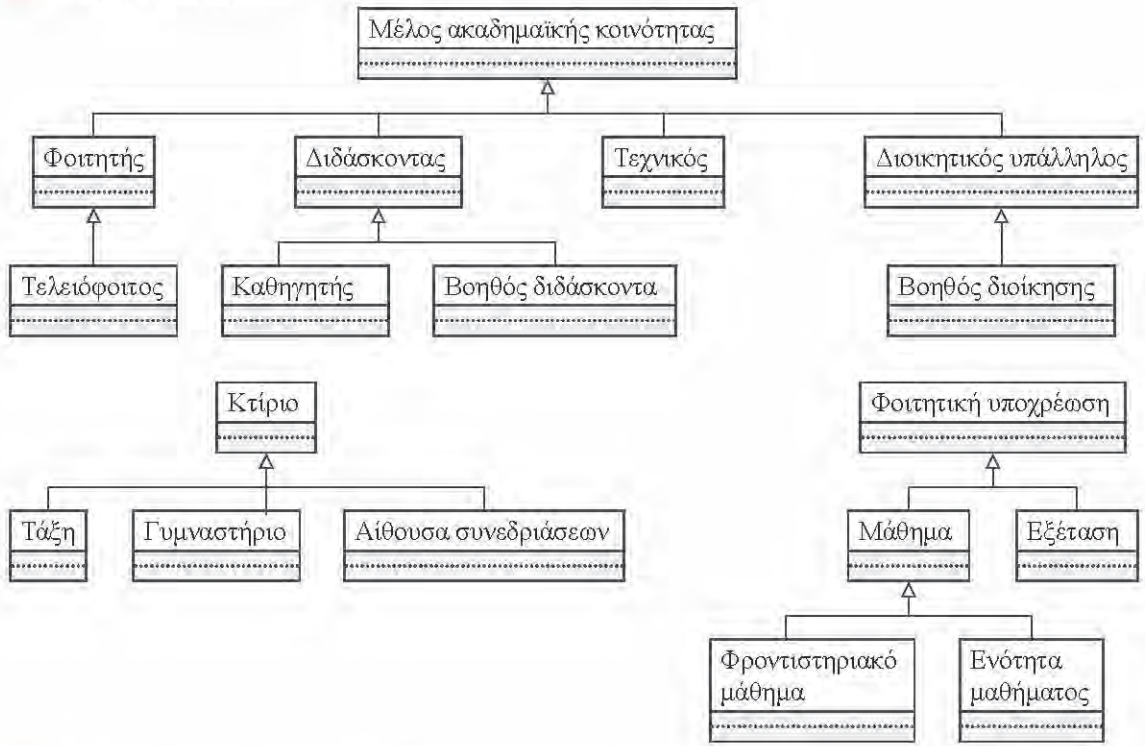 Μέλος ακαδημαϊκής κοινότητας
Φοιτητής
Διδάσκοντας
Τεχνικός
Διοικητικός υπάλληλος
Τελειόφοιτος
Καθηγητής
Βοηθός διδάσκοντα
Βοηθός διοίκησης
Κτίριο
Φοιτητική υποχρέωση
Τάξη
Γυμναστήριο
Αίθουσα συνεδριάσεων
Μάθημα
Εξέταση
Φροντιστηριακό
μάθημα
Ενότητα
μαθήματος